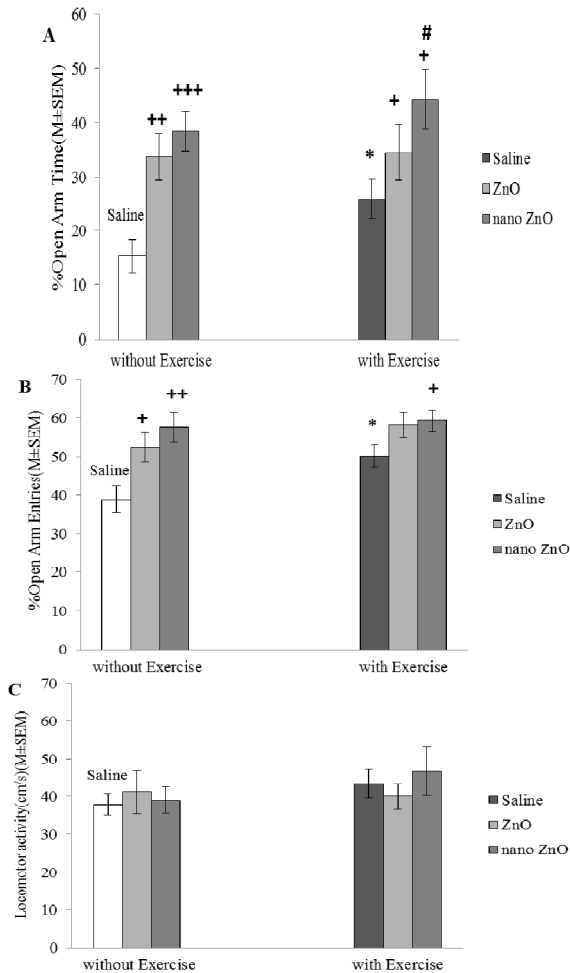 A
%Open Arm Time(M±SEM)
60
50
40
30
20
10
0
Saline
++
+++
*
+
#
+
Saline
ZnO
nano ZnO
without Exercise
with Exercise
B
%Open Arm Entries(M±SEM)
70
60
50
40
30
20
10
0
Saline
+
++
*
+
Saline
ZnO
nano ZnO
without Exercise
with Exercise
C
Locomotor activity(cm/s)(M±SEM)
70
60
50
40
30
20
10
0
Saline
Saline
ZnO
nano ZnO
without Exercise
with Exercise